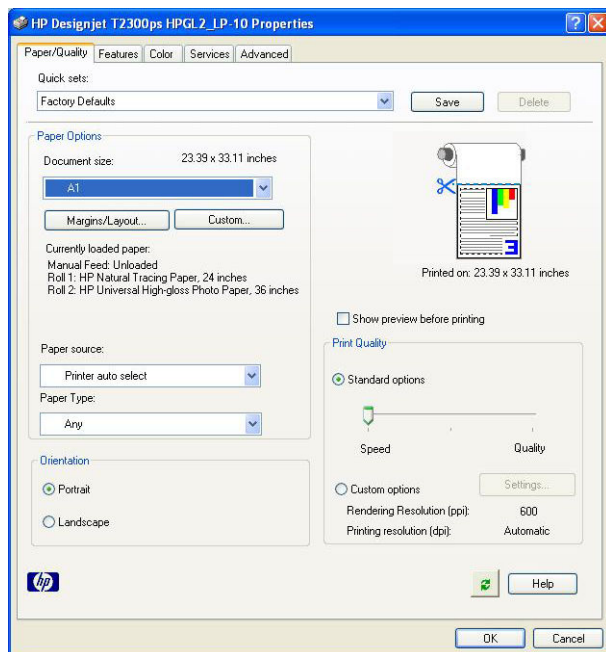 HP Designjet T2300ps HPGL2_LP-10 Properties
Paper/Quality Features Color Services Advanced
Quick sets:
Factory Defaults
Save
Delete
Paper Options
Document size: 23.39 x 33.11 inches
A1
Margins/Layout...
Custom...
Currently loaded paper:
Manual Feed: Unloaded
Roll 1: HP Natural Tracing Paper, 24 inches
Roll 2: HP Universal High-gloss Photo Paper, 36 inches
Paper source:
Printer auto select
Paper Type:
Any
Orientation
Portrait
Landscape
3
Printed on: 23.39 x 33.11 inches
Show preview before printing
Print Quality
Standard options
Speed Quality
Custom options
Settings...
Rendering Resolution (ppi): 600
Printing resolution (dpi): Automatic
hp
Help
OK
Cancel